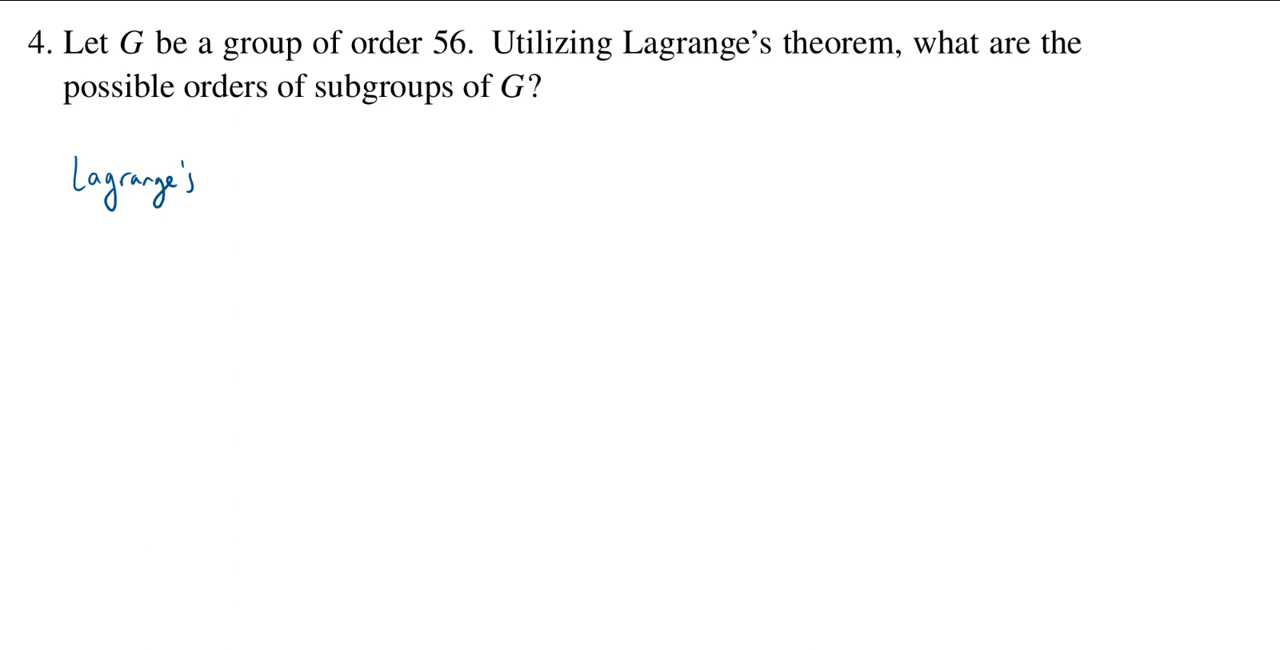 4. Let G be a group of order 56. Utilizing Lagrange’s theorem, what are the
possible orders of subgroups of G?
Lagrange's